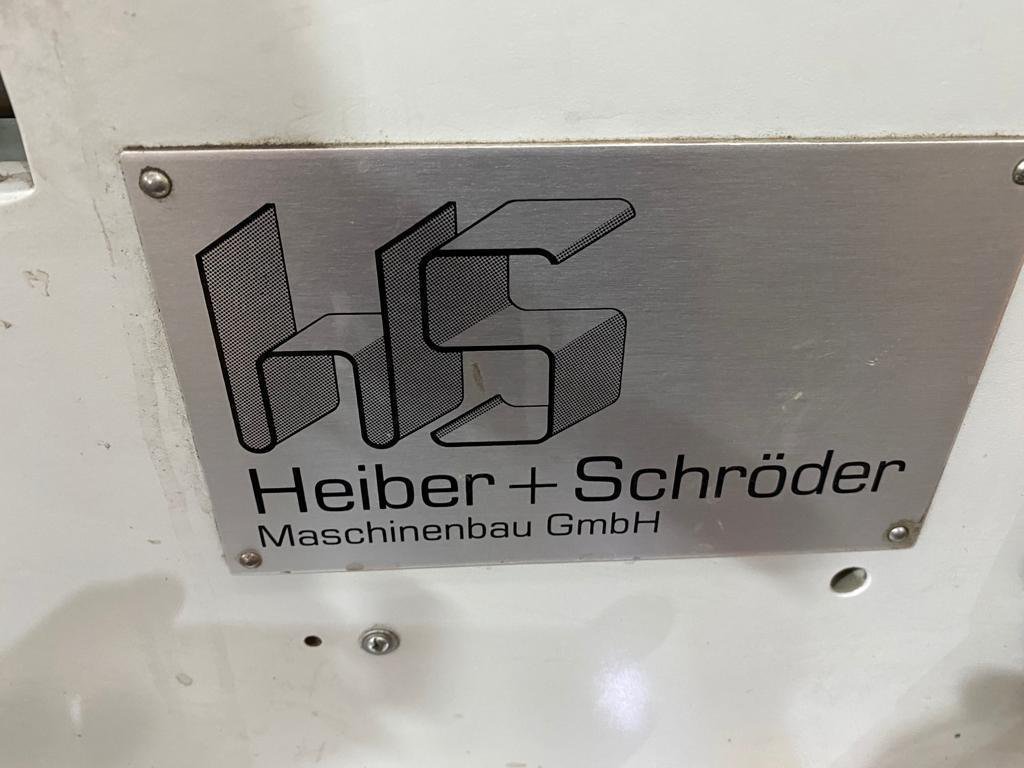 HS
Heiber + Schröder
Maschinenbau GmbH